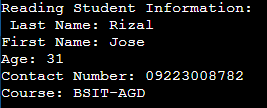 Reading Student Information:
Last Name: Rizal
First Name: Jose
Age: 31
Contact Number: 09223008782
Course: BSIT-AGD